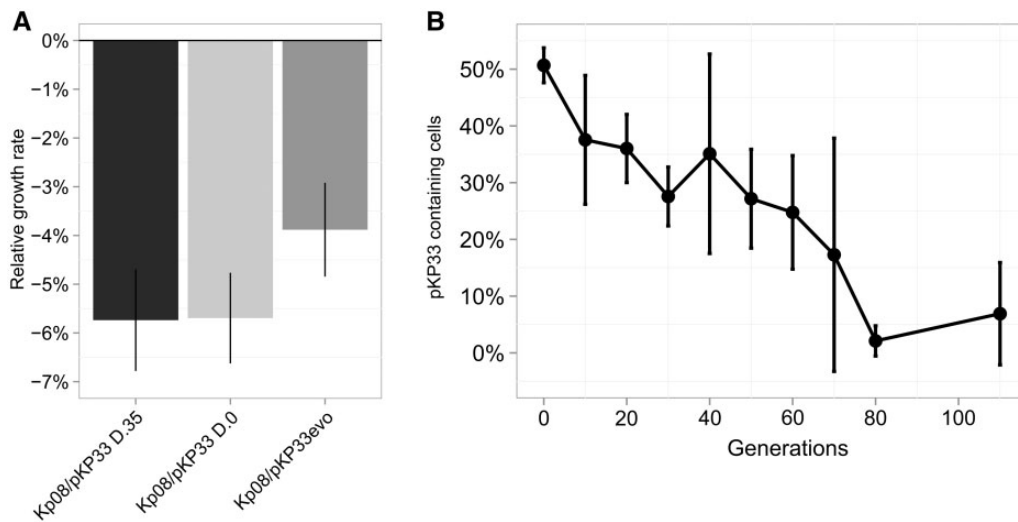 A
Relative growth rate
0%
−1%
−2%
−3%
−4%
−5%
−6%
−7%
Kp08/pKP33 D.35
Kp08/pKP33 D.0
Kp08/pKP33evo
B
pKP33 containing cells
50%
40%
30%
20%
10%
0%
0 20 40 60 80 100
Generations